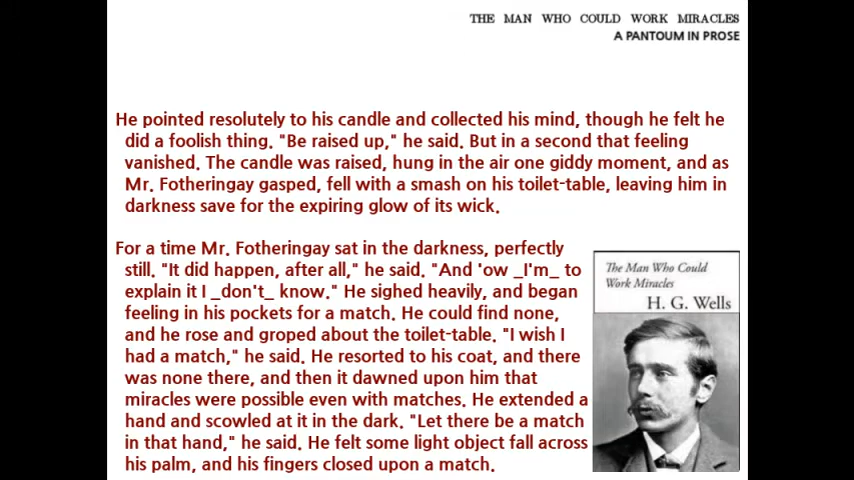 THE MAN WHO COULD WORK MIRACLES
A PANTOUM IN PROSE
He pointed resolutely to his candle and collected his mind, though he felt he
did a foolish thing. "Be raised up," he said. But in a second that feeling
vanished. The candle was raised, hung in the air one giddy moment, and as
Mr. Fotheringay gasped, fell with a smash on his toilet-table, leaving him in
darkness save for the expiring glow of its wick.
For a time Mr. Fotheringay sat in the darkness, perfectly
still. "It did happen, after all," he said. "And 'ow _I'm_ to
explain it I _don't_ know." He sighed heavily, and began
feeling in his pockets for a match. He could find none,
and he rose and groped about the toilet-table. "I wish I
had a match," he said. He resorted to his coat, and there
was none there, and then it dawned upon him that
miracles were possible even with matches. He extended a
hand and scowled at it in the dark. "Let there be a match
in that hand," he said. He felt some light object fall across
his palm, and his fingers closed upon a match.
The Man Who Could
Work Miracles
H. G. Wells